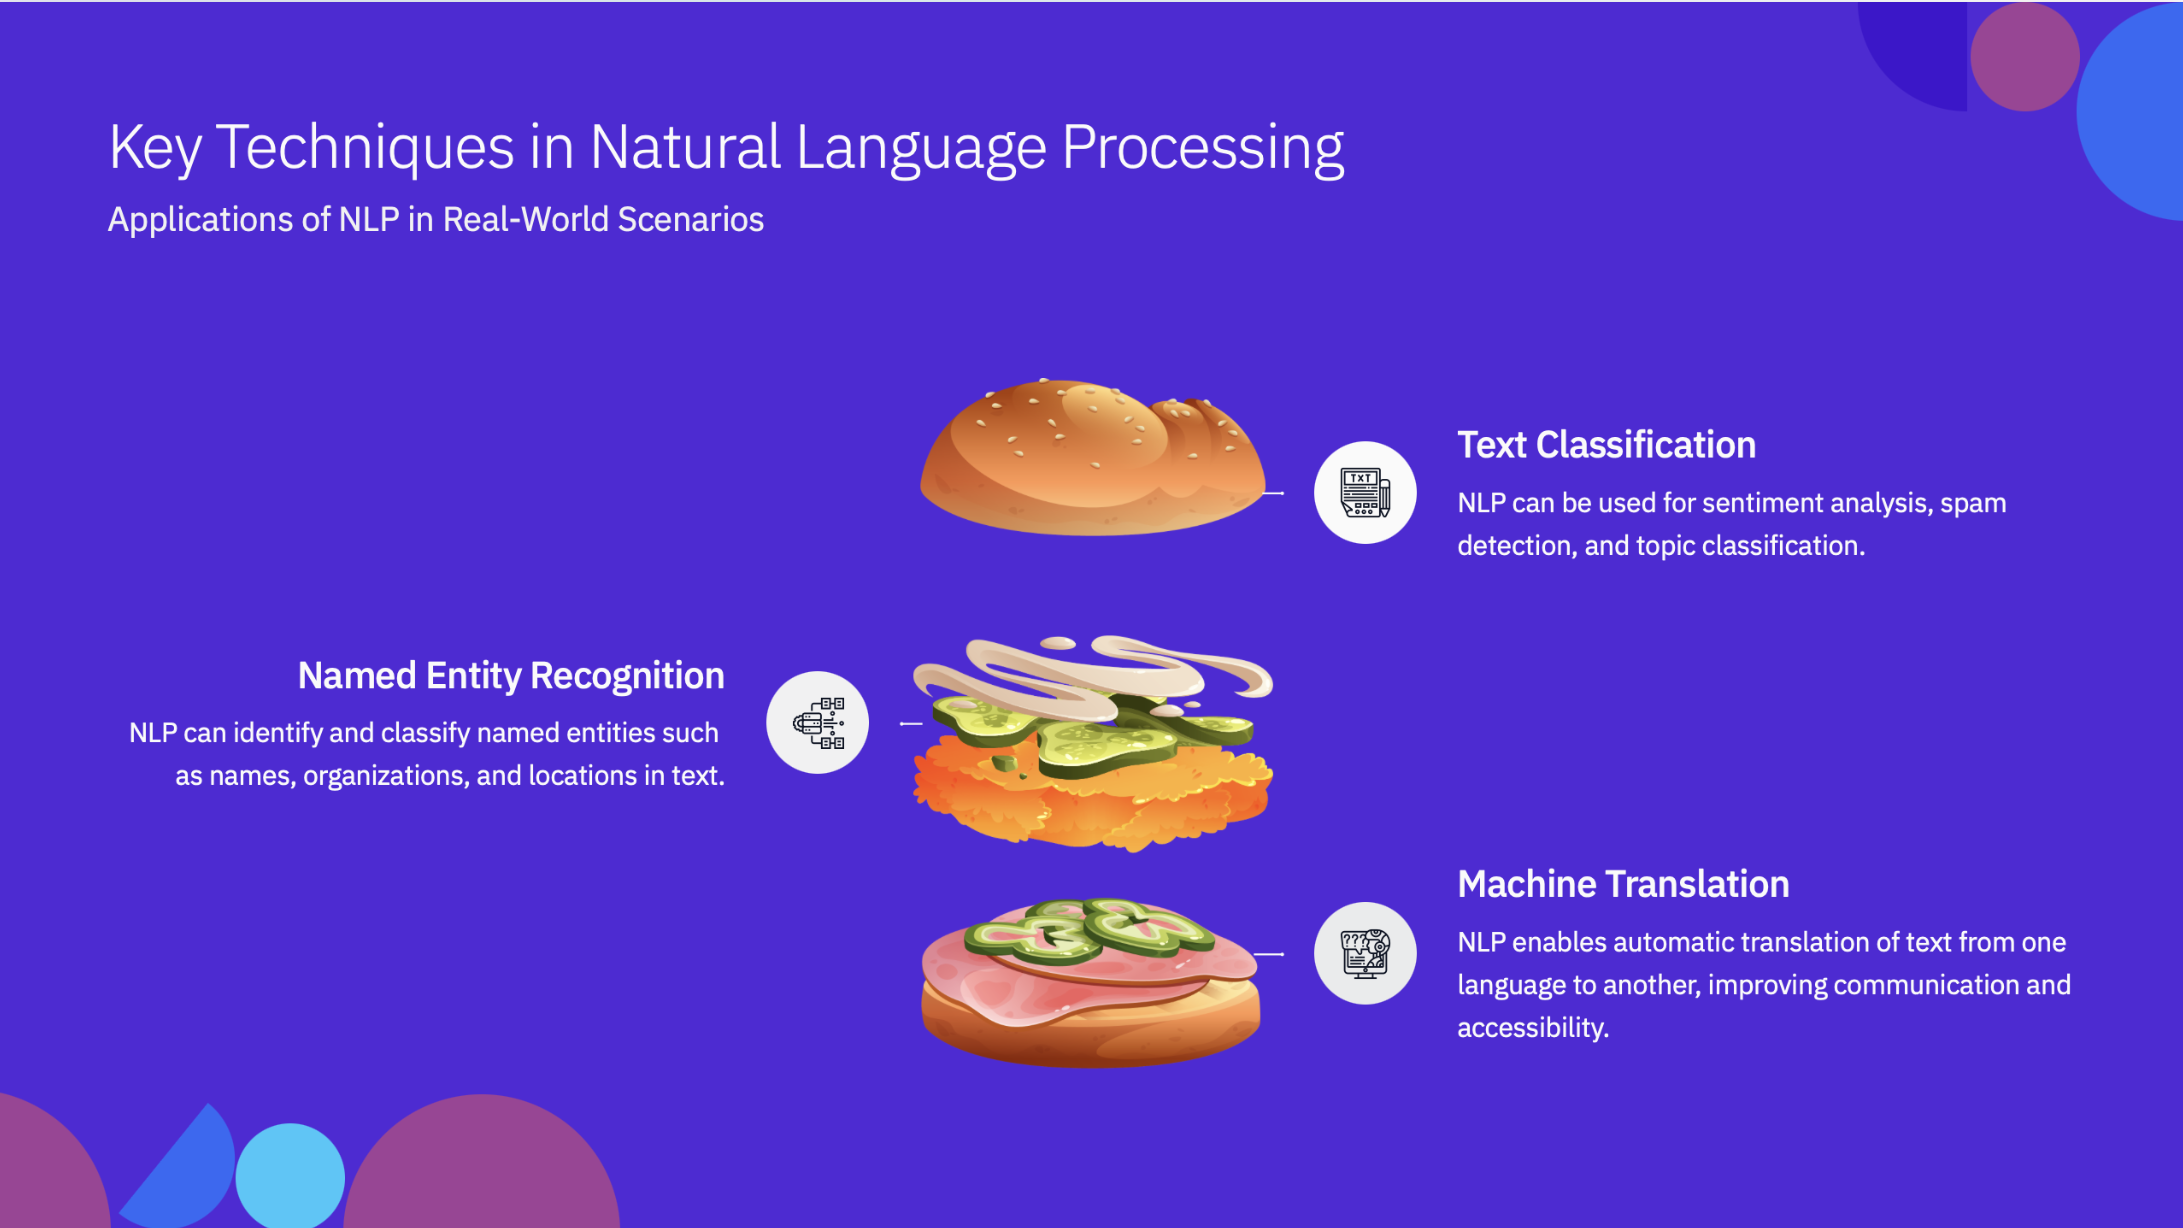 Key Techniques in Natural Language Processing
Applications of NLP in Real-World Scenarios
TXT
Text Classification
NLP can be used for sentiment analysis, spam
detection, and topic classification.
Named Entity Recognition
NLP can identify and classify named entities such
as names, organizations, and locations in text.
Machine Translation
???
NLP enables automatic translation of text from one
language to another, improving communication and
accessibility.